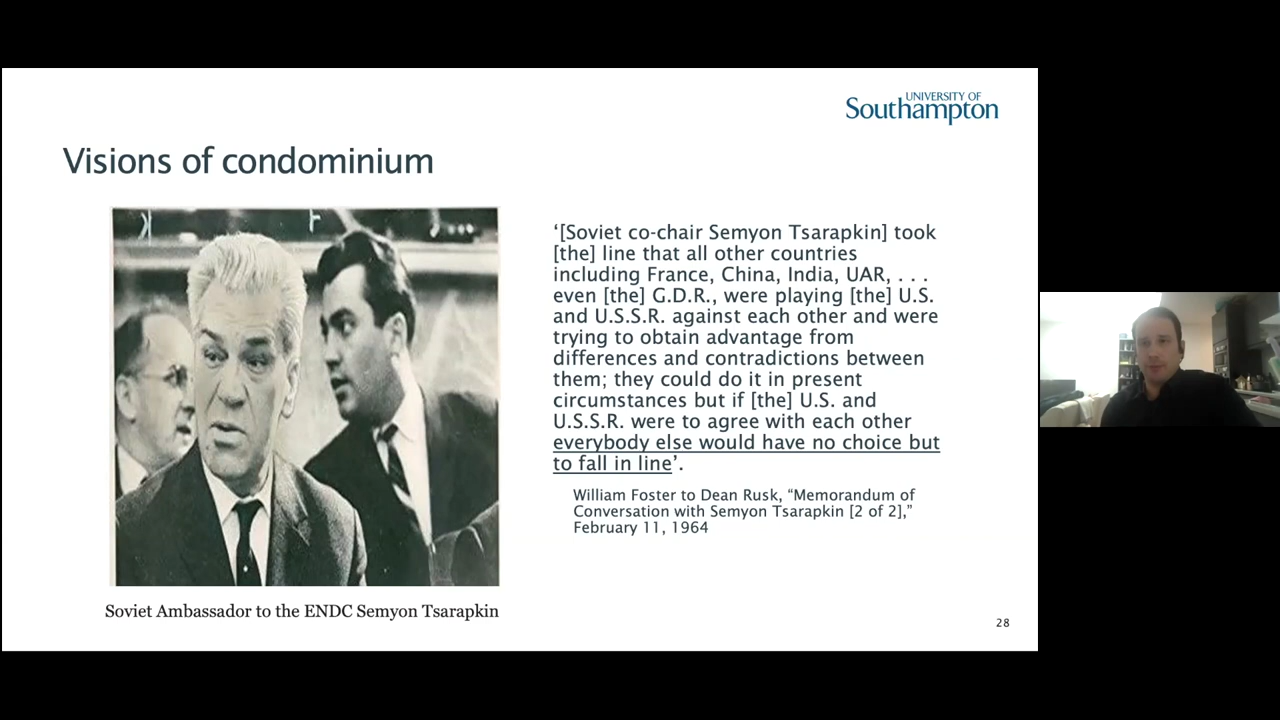 UNIVERSITY OF
Southampton
Visions of condominium
‘[Soviet co-chair Semyon Tsarapkin] took
[the] line that all other countries
including France, China, India, UAR, . . .
even [the] G.D.R., were playing [the] U.S.
and U.S.S.R. against each other and were
trying to obtain advantage from
differences and contradictions between
them; they could do it in present
circumstances but if [the] U.S. and
U.S.S.R. were to agree with each other
everybody else would have no choice but
to fall in line’.
William Foster to Dean Rusk, “Memorandum of
Conversation with Semyon Tsarapkin [2 of 2],”
February 11, 1964
Soviet Ambassador to the ENDC Semyon Tsarapkin
28